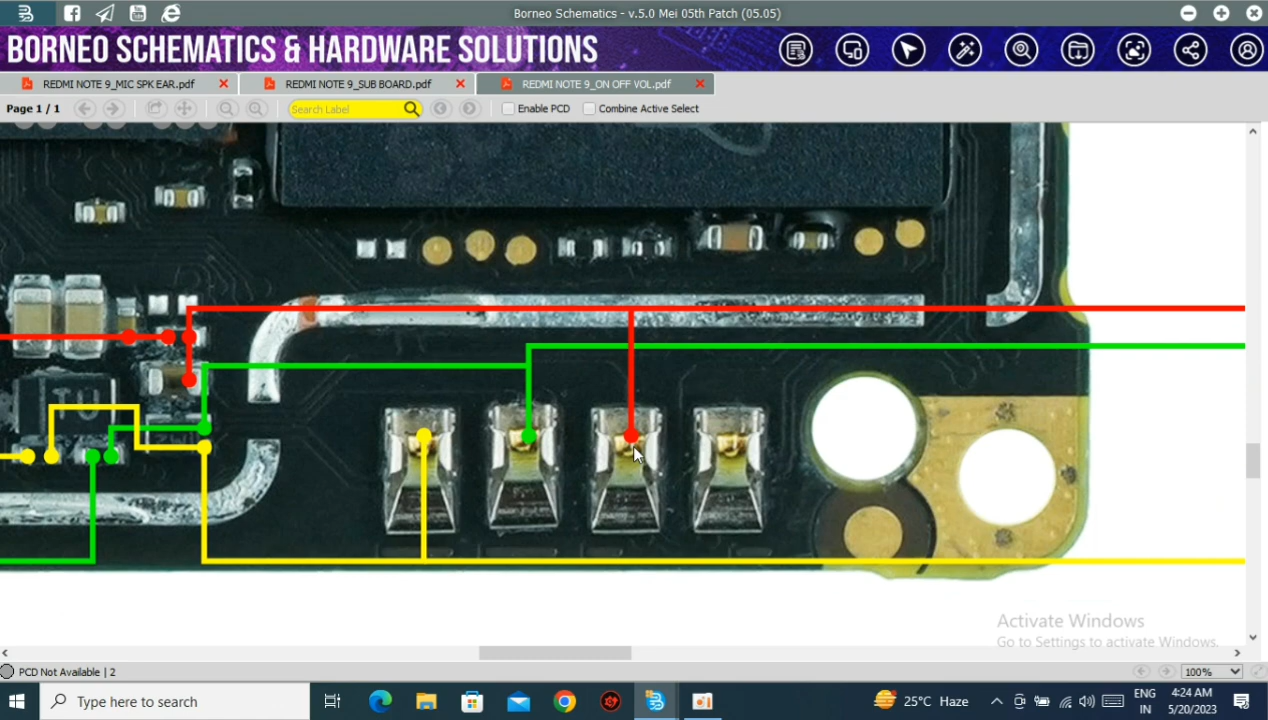 Borneo Schematics - v.5.0 Mei 05th Patch (05.05)
BORNEO SCHEMATICS & HARDWARE SOLUTIONS
REDMI NOTE 9_MIC SPK EAR.pdf
REDMI NOTE 9_SUB BOARD.pdf
REDMI NOTE 9_ON OFF VOL.pdf
Page 1 / 1
Search Label
Enable PCD
Combine Active Select
TU
Activate Windows
Go to Settings to activate Windows.
PCD Not Available | 2
100%
Type here to search
25°C Haze
ENG
IN
4:24 AM
5/20/2023